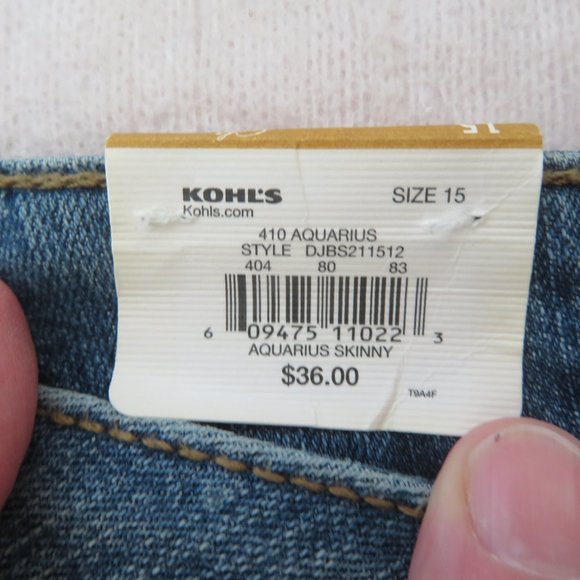 15
KOHL'S SIZE 15
Kohls.com
410 AQUARIUS
STYLE DJBS211512
404 80 83
6 09475 11022 3
AQUARIUS SKINNY
$36.00
T9A4F